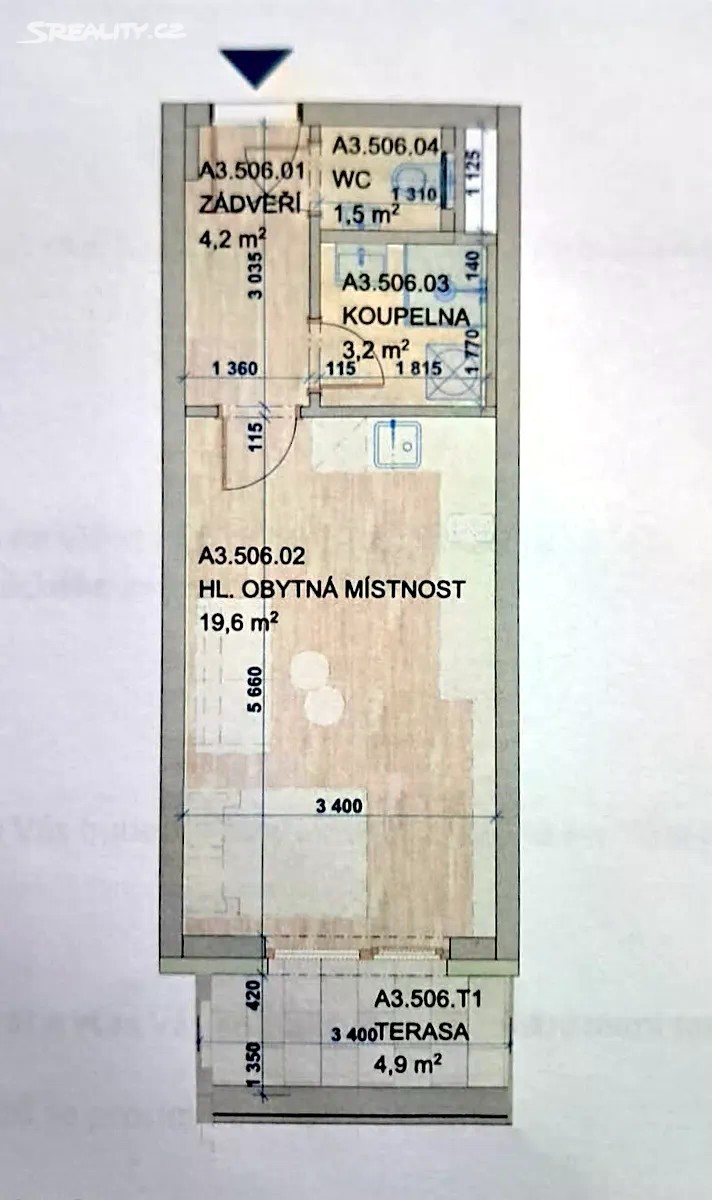 SREALITY.CZ
A3.506.01
ZÁDVEŘÍ
4,2 m²
3 035
A3.506.04
WC
1 310
1,5 m²
1 125
140
A3.506.03
KOUPELNA
3,2 m²
1 770
1 360
115
1 815
115
A3.506.02
HL. OBYTNÁ MÍSTNOST
19,6 m²
5 660
3 400
420
A3.506.T1
3 400
TERASA
4,9 m²
1 350